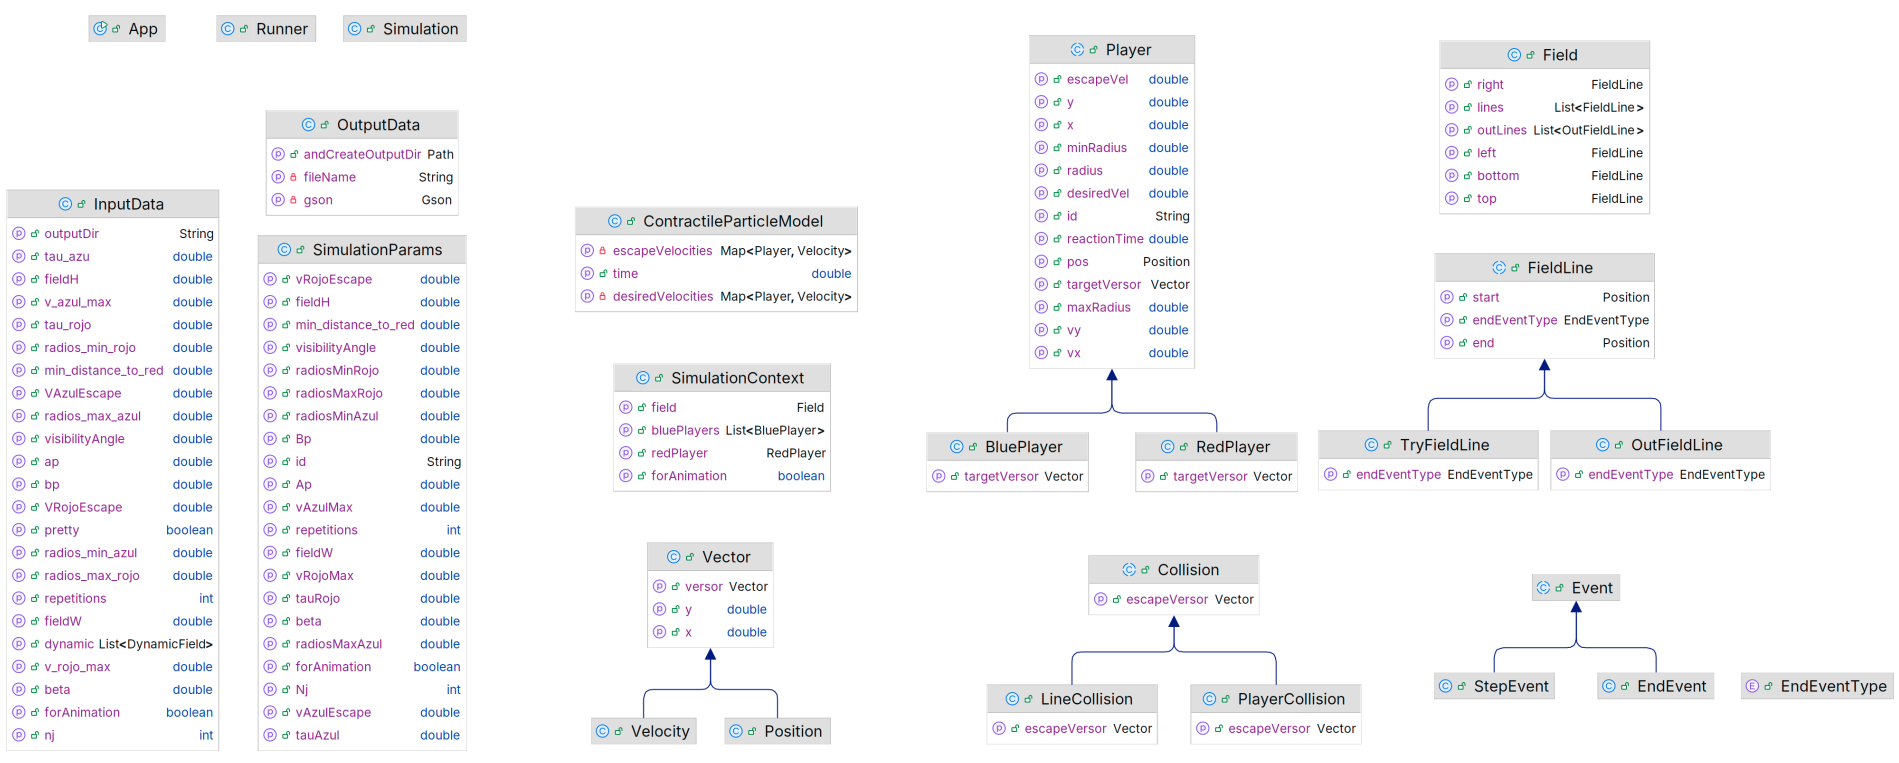 App
Runner
Simulation
OutputData
andCreateOutputDir Path
fileName String
gson Gson
InputData
outputDir String
tau_azu double
fieldH double
v_azul_max double
tau_rojo double
radios_min_rojo double
min_distance_to_red double
VAzulEscape double
radios_max_azul double
visibilityAngle double
ap double
bp double
VRojoEscape double
pretty boolean
radios_min_azul double
radios_max_rojo double
repetitions int
fieldW double
dynamic List<DynamicField>
v_rojo_max double
beta double
forAnimation boolean
nj int
SimulationParams
vRojoEscape double
fieldH double
min_distance_to_red double
visibilityAngle double
radiosMinRojo double
radiosMaxRojo double
radiosMinAzul double
Bp double
id String
Ap double
vAzulMax double
repetitions int
fieldW double
vRojoMax double
tauRojo double
beta double
radiosMaxAzul double
forAnimation boolean
Nj int
vAzulEscape double
tauAzul double
ContractileParticleModel
escapeVelocities Map<Player, Velocity>
time double
desiredVelocities Map<Player, Velocity>
SimulationContext
field Field
bluePlayers List<BluePlayer>
redPlayer RedPlayer
forAnimation boolean
Vector
versor Vector
y double
x double
Velocity
Position
Player
escapeVel double
y double
x double
minRadius double
radius double
desiredVel double
id String
reactionTime double
pos Position
targetVersor Vector
maxRadius double
vy double
vx double
BluePlayer
targetVersor Vector
RedPlayer
targetVersor Vector
Collision
escapeVersor Vector
LineCollision
escapeVersor Vector
PlayerCollision
escapeVersor Vector
Field
right FieldLine
lines List<FieldLine>
outLines List<OutFieldLine>
left FieldLine
bottom FieldLine
top FieldLine
FieldLine
start Position
endEventType EndEventType
end Position
TryFieldLine
endEventType EndEventType
OutFieldLine
endEventType EndEventType
Event
StepEvent
EndEvent
EndEventType